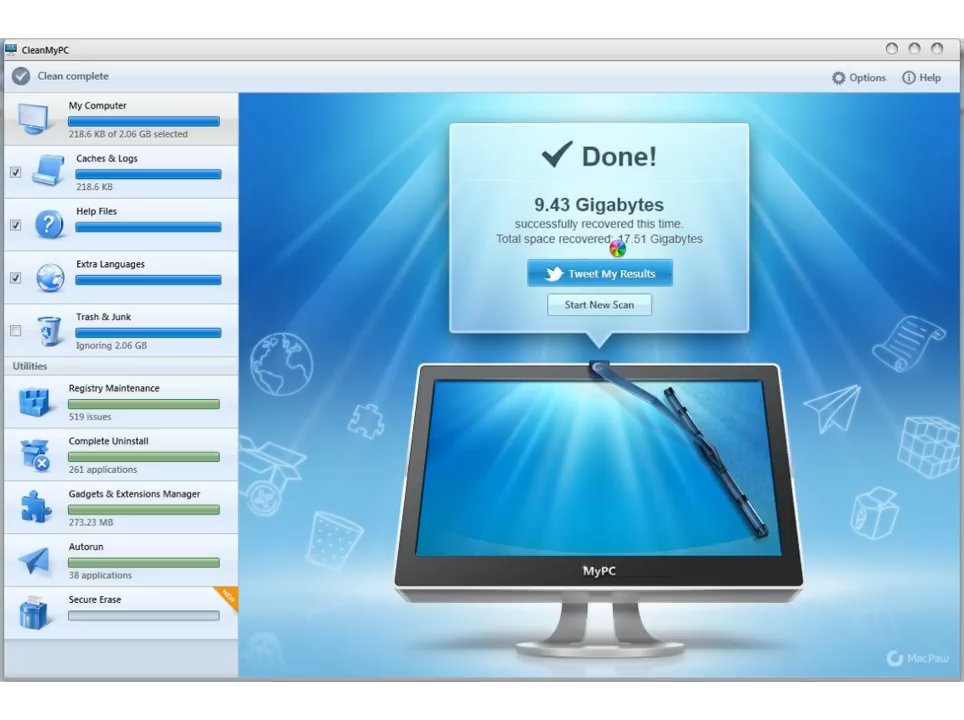 CleanMyPC
Clean complete
Options
Help
My Computer
218.6 KB of 2.06 GB selected
Caches & Logs
218.6 KB
Help Files
Extra Languages
Trash & Junk
Ignoring 2.06 GB
Utilities
Registry Maintenance
519 issues
Complete Uninstall
261 applications
Gadgets & Extensions Manager
273.23 MB
Autorun
38 applications
Secure Erase
NEW
Done!
9.43 Gigabytes
successfully recovered this time.
Total space recovered: 17.51 Gigabytes
Tweet My Results
Start New Scan
MyPC
MacPaw